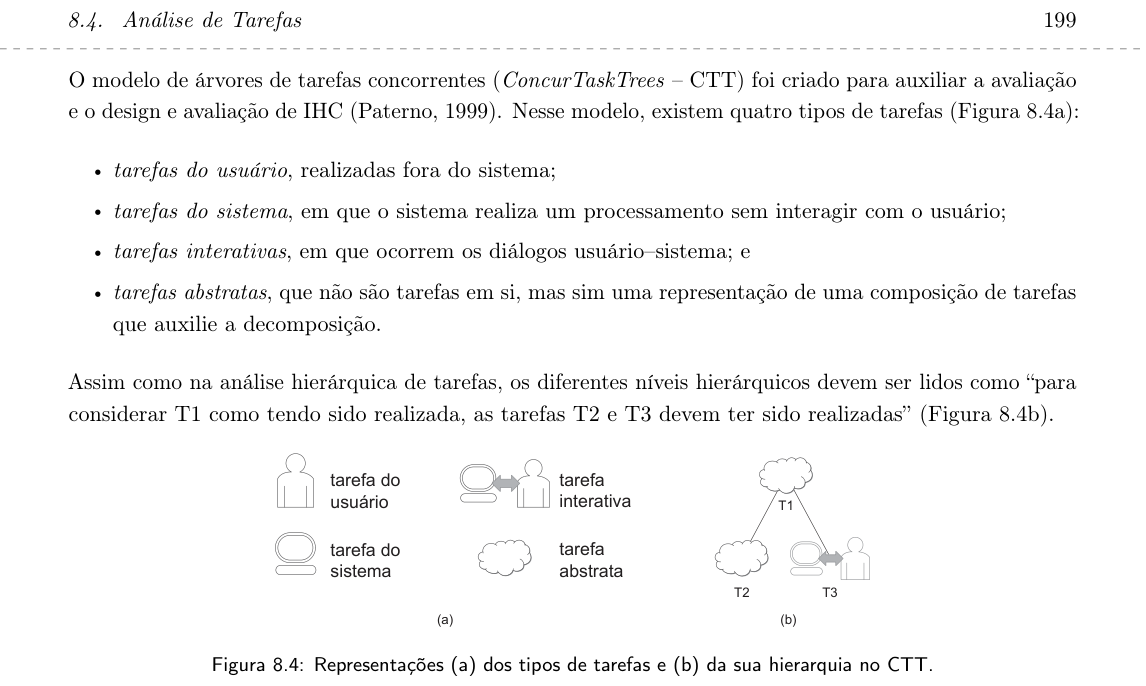 8.4. Análise de Tarefas 199
O modelo de árvores de tarefas concorrentes (ConcurTaskTrees – CTT) foi criado para auxiliar a avaliação
e o design e avaliação de IHC (Paterno, 1999). Nesse modelo, existem quatro tipos de tarefas (Figura 8.4a):
• tarefas do usuário, realizadas fora do sistema;
• tarefas do sistema, em que o sistema realiza um processamento sem interagir com o usuário;
• tarefas interativas, em que ocorrem os diálogos usuário–sistema; e
• tarefas abstratas, que não são tarefas em si, mas sim uma representação de uma composição de tarefas
que auxilie a decomposição.
Assim como na análise hierárquica de tarefas, os diferentes níveis hierárquicos devem ser lidos como “para
considerar T1 como tendo sido realizada, as tarefas T2 e T3 devem ter sido realizadas” (Figura 8.4b).
tarefa do
usuário
tarefa
interativa
tarefa do
sistema
tarefa
abstrata
(a)
T1
T2
T3
(b)
Figura 8.4: Representações (a) dos tipos de tarefas e (b) da sua hierarquia no CTT.